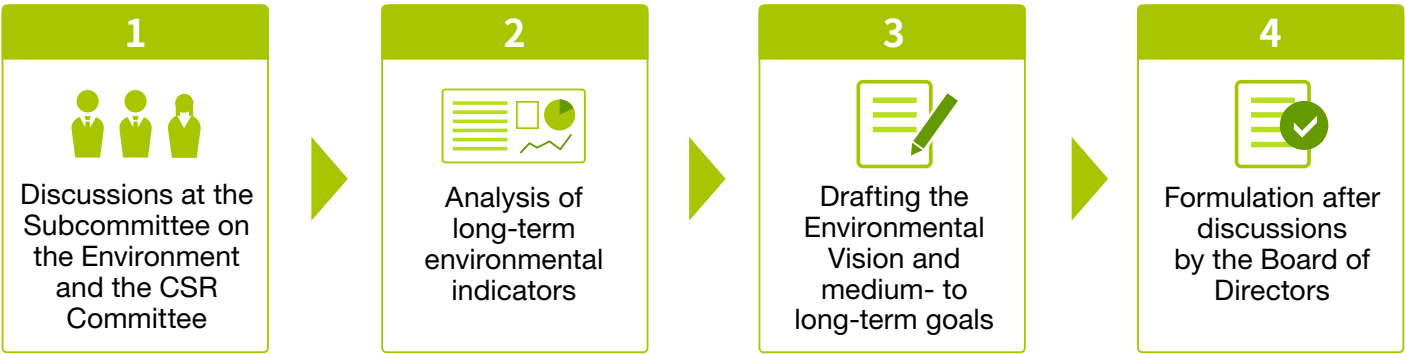 1
Discussions at the
Subcommittee on
the Environment
and the CSR
Committee
2
Analysis of
long-term
environmental
indicators
3
Drafting the
Environmental
Vision and
medium- to
long-term goals
4
Formulation after
discussions
by the Board of
Directors